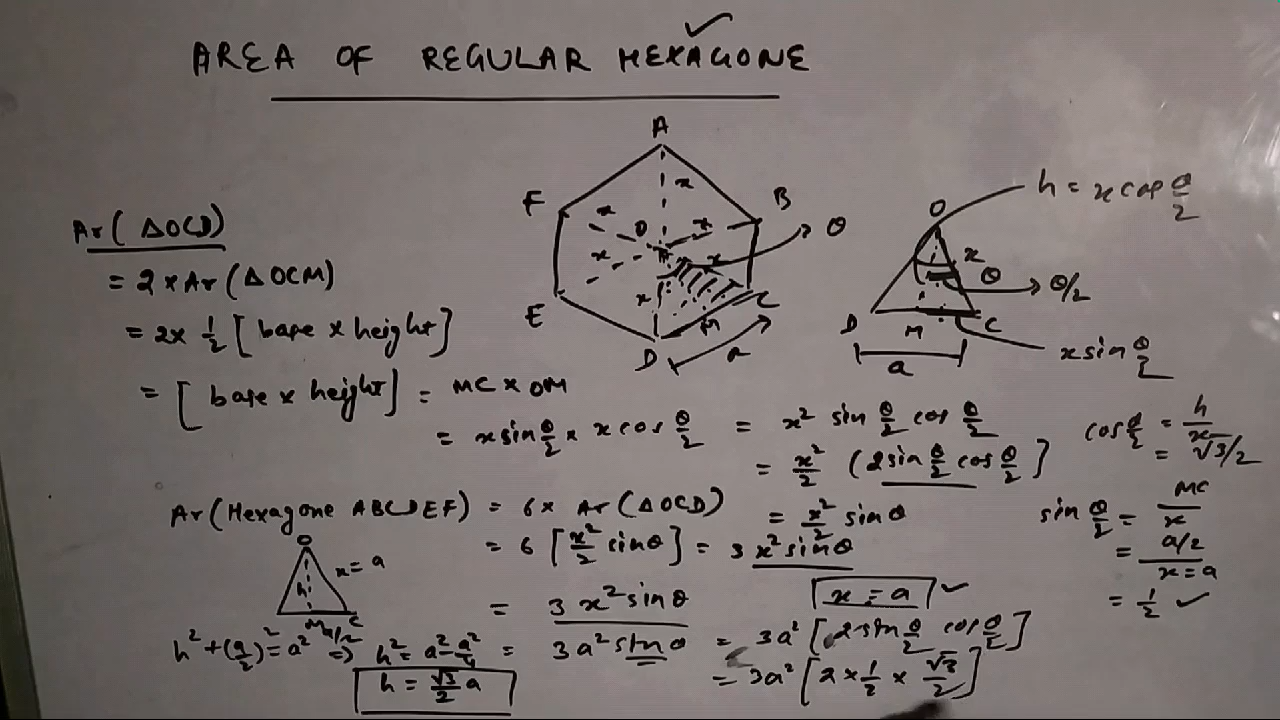 AREA OF REGULAR HEXAGONE
A
F
B
E
C
D
O
M
x
x
x
x
x
x
θ
a
h = x cos θ/2
O
x
θ
θ/2
D
M
C
a
x sin θ/2
Ar( ΔOCD)
= 2 × Ar ( ΔOCM)
= 2 × 1/2 [ base × height]
= [ base × height] = MC × OM
= x sin θ/2 × x cos θ/2 = x² sin θ/2 cos θ/2
= x²/2 ( 2 sin θ/2 cos θ/2 ]
= x²/2 sin θ
cos θ/2 = h/x
= √3/2
sin θ/2 = MC/x
= a/2 / x=a
= 1/2 ✓
Ar(Hexagone ABCDEF) = 6 × Ar (ΔOCD)
= 6 [ x²/2 sin θ ] = 3 x² sin θ
= 3 x² sin θ
x = a ✓
O
x = a
h
M
a/2
C
h² + (a/2)² = a² => h² = a² - a²/4
h = √3/2 a
= 3a² sin θ = 3a² [ 2 sin θ/2 cos θ/2 ]
= 3a² [ 2 × 1/2 × √3/2 ]